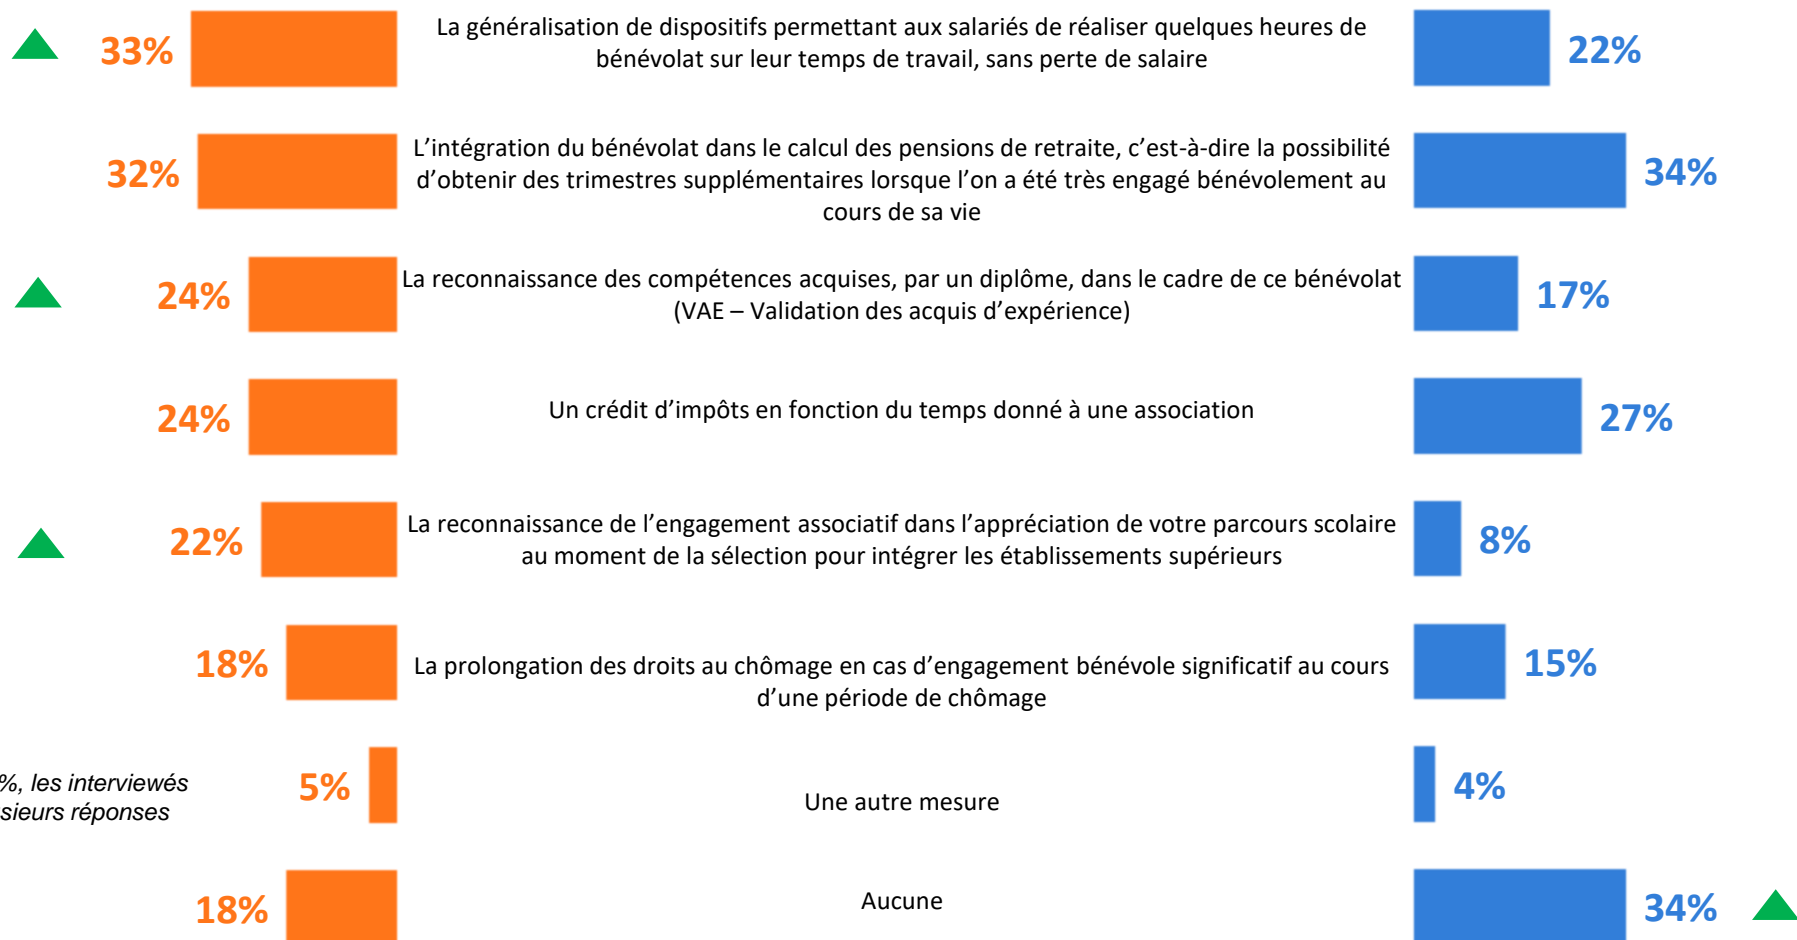 33%
La généralisation de dispositifs permettant aux salariés de réaliser quelques heures de
bénévolat sur leur temps de travail, sans perte de salaire
22%
32%
L’intégration du bénévolat dans le calcul des pensions de retraite, c’est-à-dire la possibilité
d’obtenir des trimestres supplémentaires lorsque l’on a été très engagé bénévolement au
cours de sa vie
34%
24%
La reconnaissance des compétences acquises, par un diplôme, dans le cadre de ce bénévolat
(VAE – Validation des acquis d’expérience)
17%
24%
Un crédit d’impôts en fonction du temps donné à une association
27%
22%
La reconnaissance de l’engagement associatif dans l’appréciation de votre parcours scolaire
au moment de la sélection pour intégrer les établissements supérieurs
8%
18%
La prolongation des droits au chômage en cas d’engagement bénévole significatif au cours
d’une période de chômage
15%
%, les interviewés
sieurs réponses
5%
Une autre mesure
4%
18%
Aucune
34%